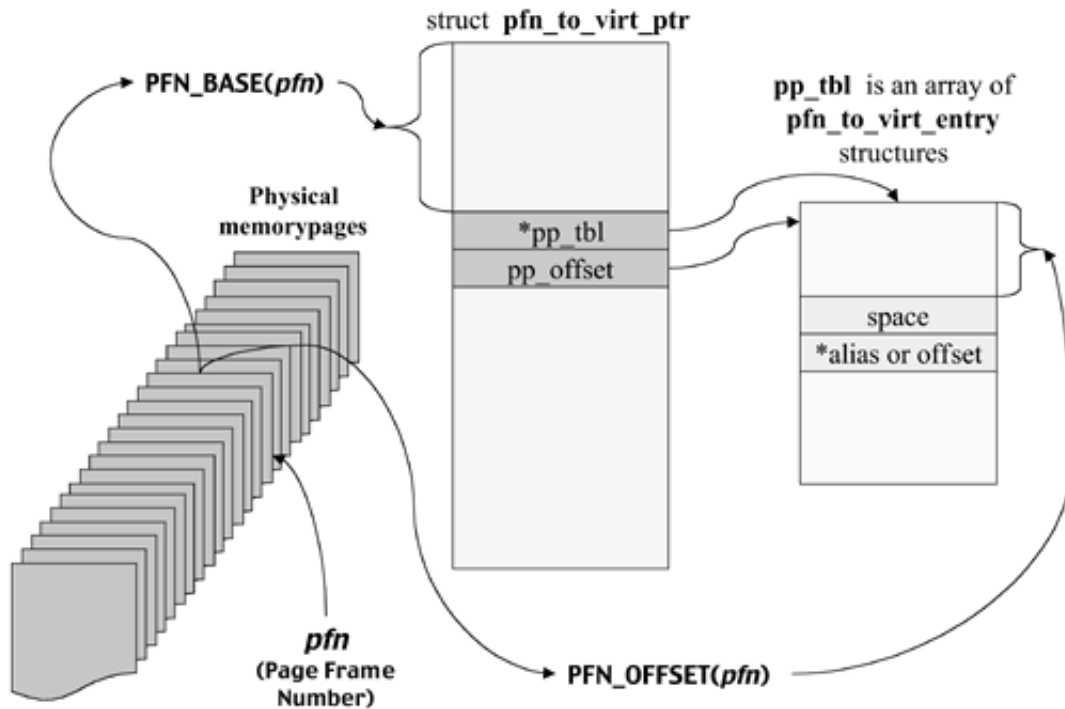 struct pfn_to_virt_ptr
PFN_BASE(pfn)
pp_tbl is an array of
pfn_to_virt_entry
structures
Physical
memorypages
*pp_tbl
pp_offset
space
*alias or offset
pfn
(Page Frame
Number)
PFN_OFFSET(pfn)